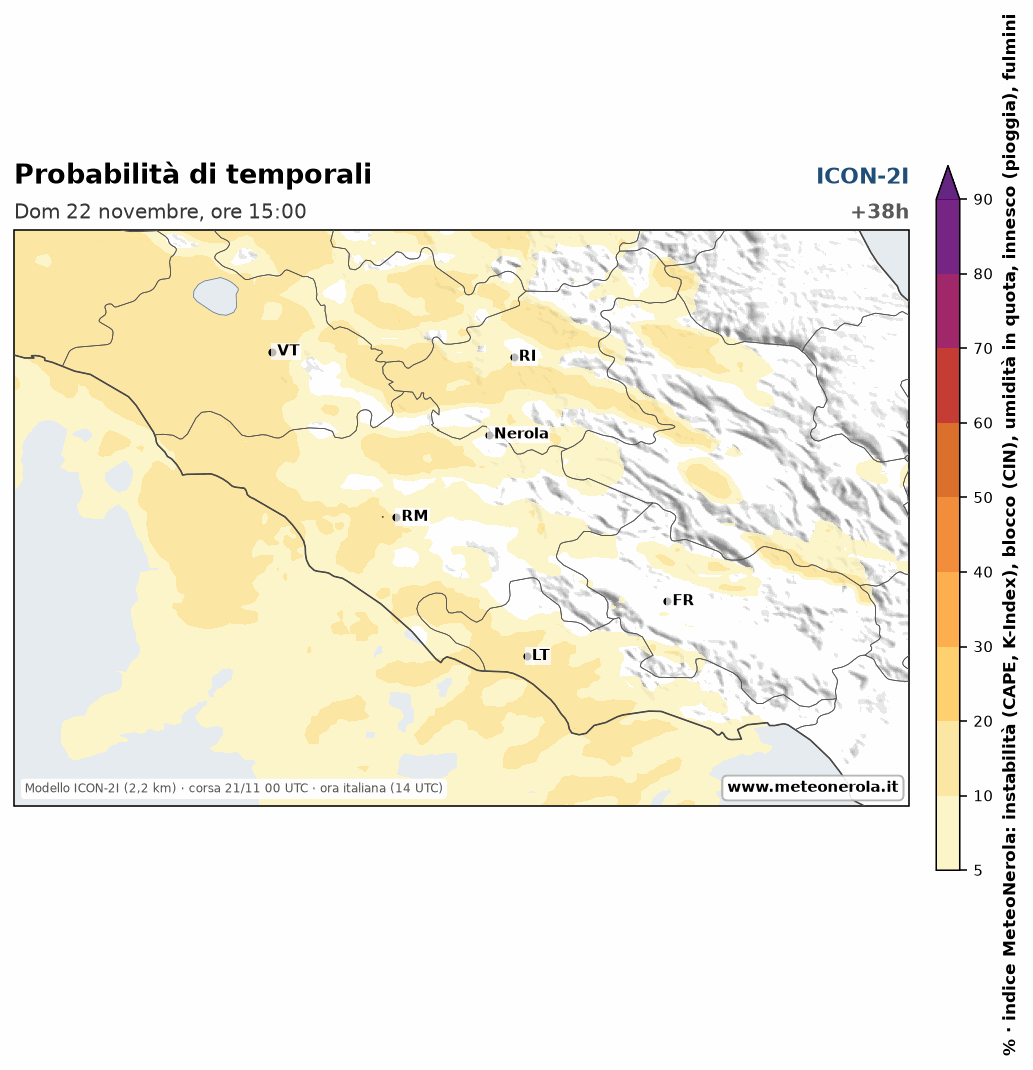 Probabilità di temporali
ICON-2I
Dom 22 novembre, ore 15:00
+38h
VT
RI
Nerola
RM
FR
LT
Modello ICON-2I (2,2 km) · corsa 21/11 00 UTC · ora italiana (14 UTC)
www.meteonerola.it
90
80
70
60
50
40
30
20
10
5
% · indice MeteoNerola: instabilità (CAPE, K-Index), blocco (CIN), umidità in quota, innesco (pioggia), fulmini